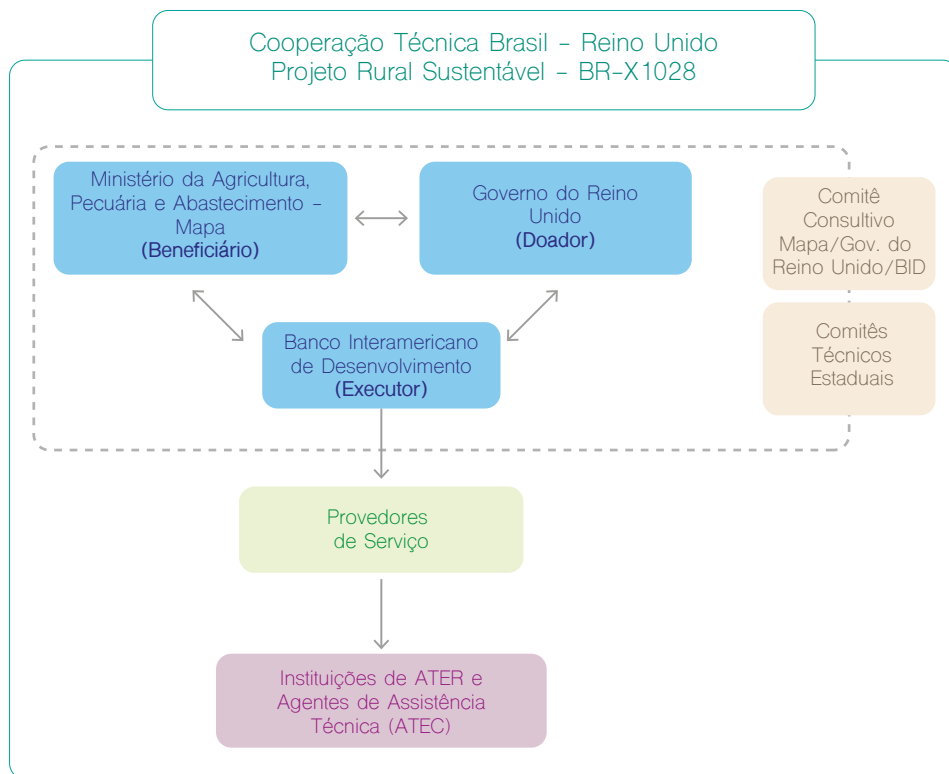 Cooperação Técnica Brasil – Reino Unido
Projeto Rural Sustentável – BR-X1028
Ministério da Agricultura,
Pecuária e Abastecimento –
Mapa
(Beneficiário)
Governo do Reino
Unido
(Doador)
Comitê
Consultivo
Mapa/Gov. do
Reino Unido/BID
Banco Interamericano
de Desenvolvimento
(Executor)
Comitês
Técnicos
Estaduais
Provedores
de Serviço
Instituições de ATER e
Agentes de Assistência
Técnica (ATEC)